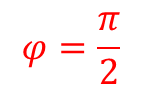 φ = π/2